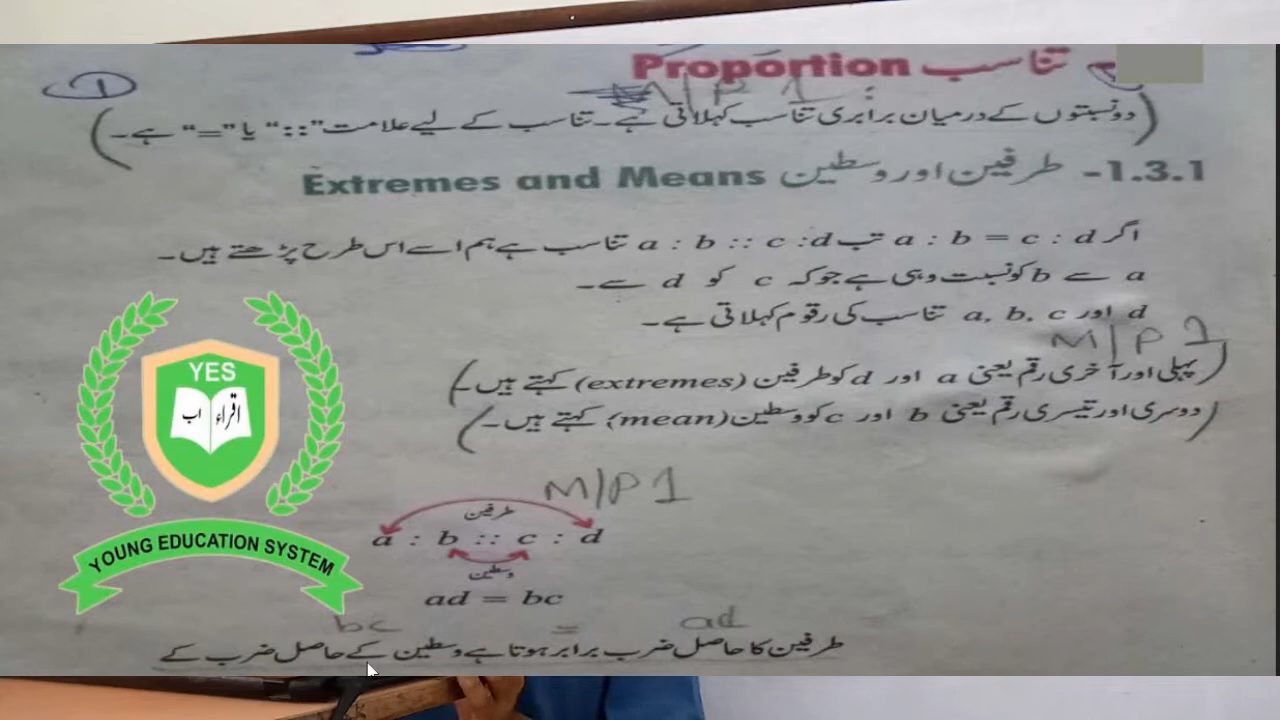 تناسب Proportion
1
M/P 1
(دو نسبتوں کے درمیان برابری تناسب کہلاتی ہے۔ تناسب کے لیے علامت “::” یا “=” ہے۔)
1.3.1- طرفین اور وسطین Extremes and Means
اگر a : b = c : d تب a : b :: c :d تناسب ہے ہم اسے اس طرح پڑھتے ہیں۔
a سے b کو نسبت وہی ہے جو کہ c کو d سے۔
a, b, c اور d تناسب کی رقوم کہلاتی ہے۔
M/P 1
(پہلی اور آخری رقم یعنی a اور d کو طرفین (extremes) کہتے ہیں۔)
(دوسری اور تیسری رقم یعنی b اور c کو وسطین (mean) کہتے ہیں۔)
YES
اقراء اب
YOUNG EDUCATION SYSTEM
M/P 1
طرفین
a : b :: c : d
وسطین
ad = bc
bc = ad
طرفین کا حاصل ضرب برابر ہوتا ہے وسطین کے حاصل ضرب کے